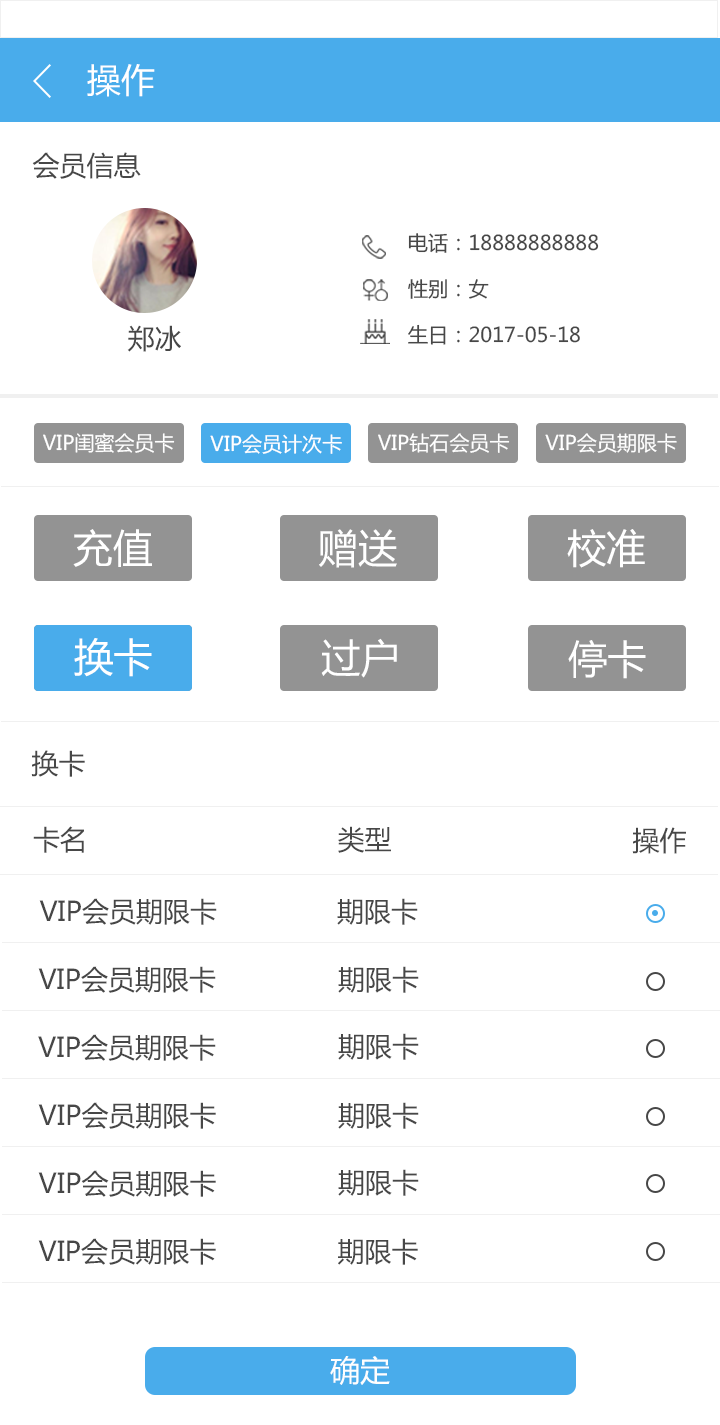 操作
会员信息
郑冰
电话：18888888888
性别：女
生日：2017-05-18
VIP闺蜜会员卡 VIP会员计次卡 VIP钻石会员卡 VIP会员期限卡
充值 赠送 校准
换卡 过户 停卡
换卡
卡名 类型 操作
VIP会员期限卡 期限卡
VIP会员期限卡 期限卡
VIP会员期限卡 期限卡
VIP会员期限卡 期限卡
VIP会员期限卡 期限卡
VIP会员期限卡 期限卡
确定